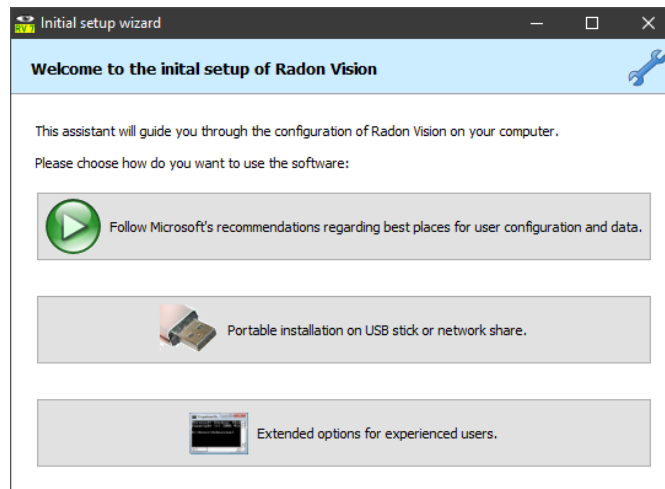 RV 7 Initial setup wizard
Welcome to the inital setup of Radon Vision
This assistant will guide you through the configuration of Radon Vision on your computer.
Please choose how do you want to use the software:
Follow Microsoft's recommendations regarding best places for user configuration and data.
Portable installation on USB stick or network share.
Extended options for experienced users.